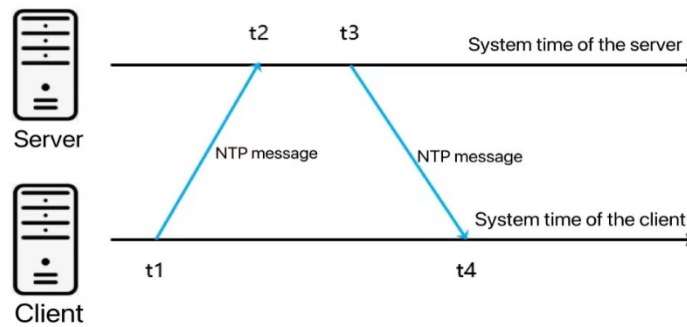 t2
t3
System time of the server
Server
NTP message
NTP message
System time of the client
t1
t4
Client